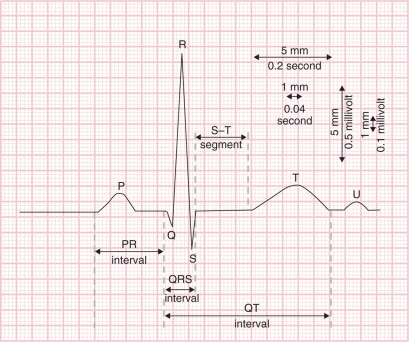 R
5 mm
0.2 second
1 mm
0.04
second
5 mm
0.5 millivolt
1 mm
0.1 millivolt
S–T
segment
P
T
U
Q
S
PR
interval
QRS
interval
QT
interval